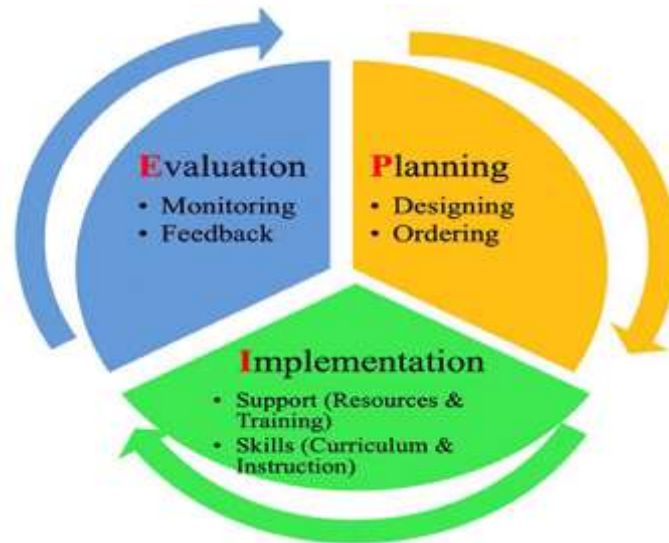 Evaluation
• Monitoring
• Feedback
Planning
• Designing
• Ordering
Implementation
• Support (Resources &
Training)
• Skills (Curriculum &
Instruction)